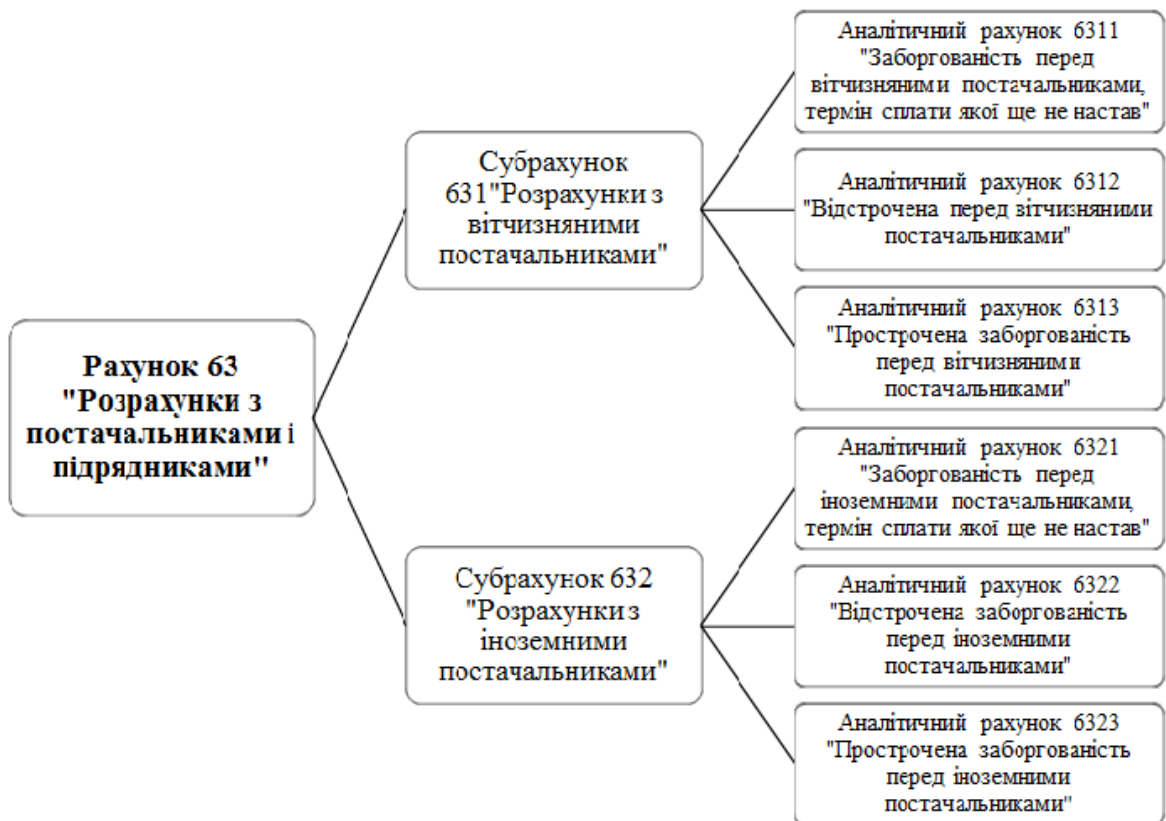 Рахунок 63
"Розрахунки з
постачальниками і
підрядниками"
Субрахунок
631"Розрахунки з
вітчизняними
постачальниками"
Аналітичний рахунок 6311
"Заборгованість перед
вітчизняними постачальниками,
термін сплати якої ще не настав"
Аналітичний рахунок 6312
"Відстрочена перед вітчизняними
постачальниками"
Аналітичний рахунок 6313
"Прострочена заборгованість
перед вітчизняними
постачальниками"
Субрахунок 632
"Розрахунки з
іноземними
постачальниками"
Аналітичний рахунок 6321
"Заборгованість перед
іноземними постачальниками,
термін сплати якої ще не настав"
Аналітичний рахунок 6322
"Відстрочена заборгованість
перед іноземними
постачальниками"
Аналітичний рахунок 6323
"Прострочена заборгованість
перед іноземними
постачальниками"